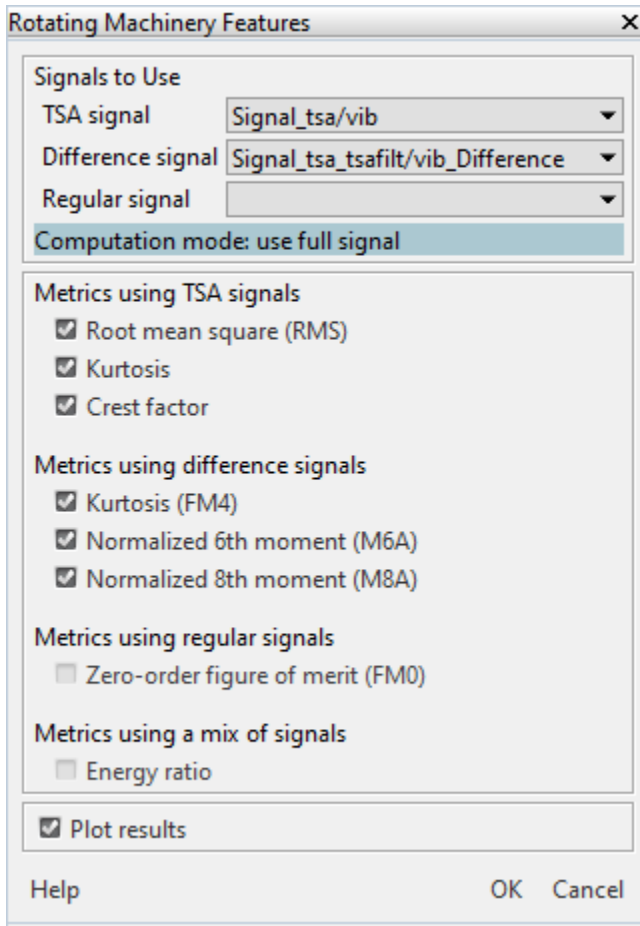 Rotating Machinery Features
Signals to Use
TSA signal Signal_tsa/vib
Difference signal Signal_tsa_tsafilt/vib_Difference
Regular signal
Computation mode: use full signal
Metrics using TSA signals
Root mean square (RMS)
Kurtosis
Crest factor
Metrics using difference signals
Kurtosis (FM4)
Normalized 6th moment (M6A)
Normalized 8th moment (M8A)
Metrics using regular signals
Zero-order figure of merit (FM0)
Metrics using a mix of signals
Energy ratio
Plot results
Help OK Cancel